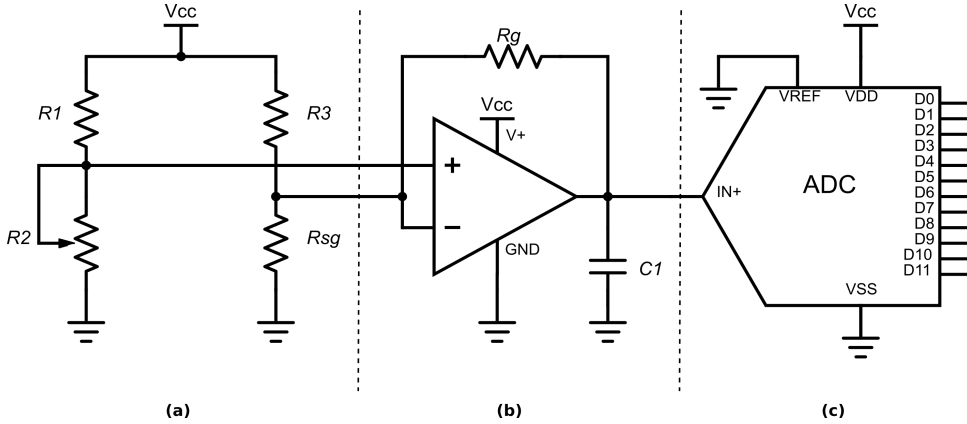 Vcc
R1
R3
R2
Rsg
(a)
Rg
Vcc
V+
+
−
GND
C1
(b)
Vcc
VREF
VDD
IN+
ADC
D0
D1
D2
D3
D4
D5
D6
D7
D8
D9
D10
D11
VSS
(c)